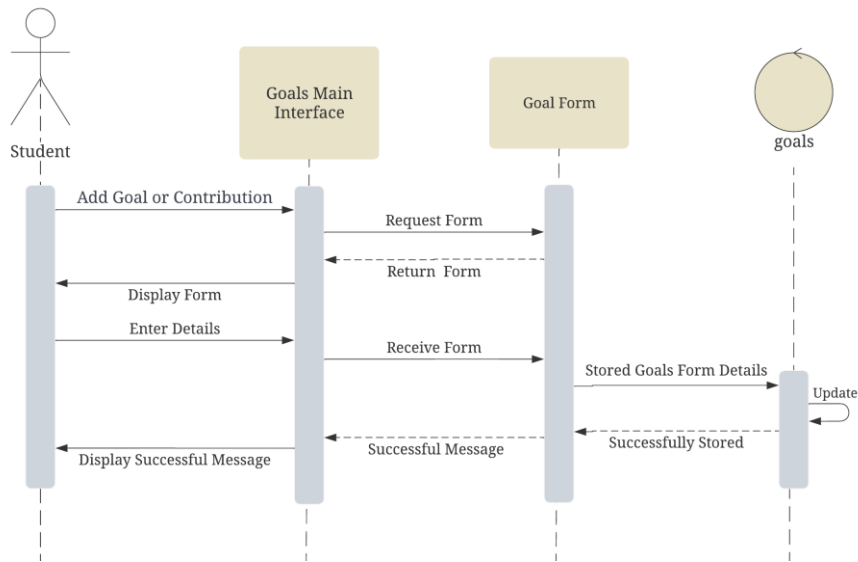 Goals Main
Interface
Goal Form
Student
goals
Add Goal or Contribution
Request Form
Return Form
Display Form
Enter Details
Receive Form
Stored Goals Form Details
Update
Successfully Stored
Successful Message
Display Successful Message